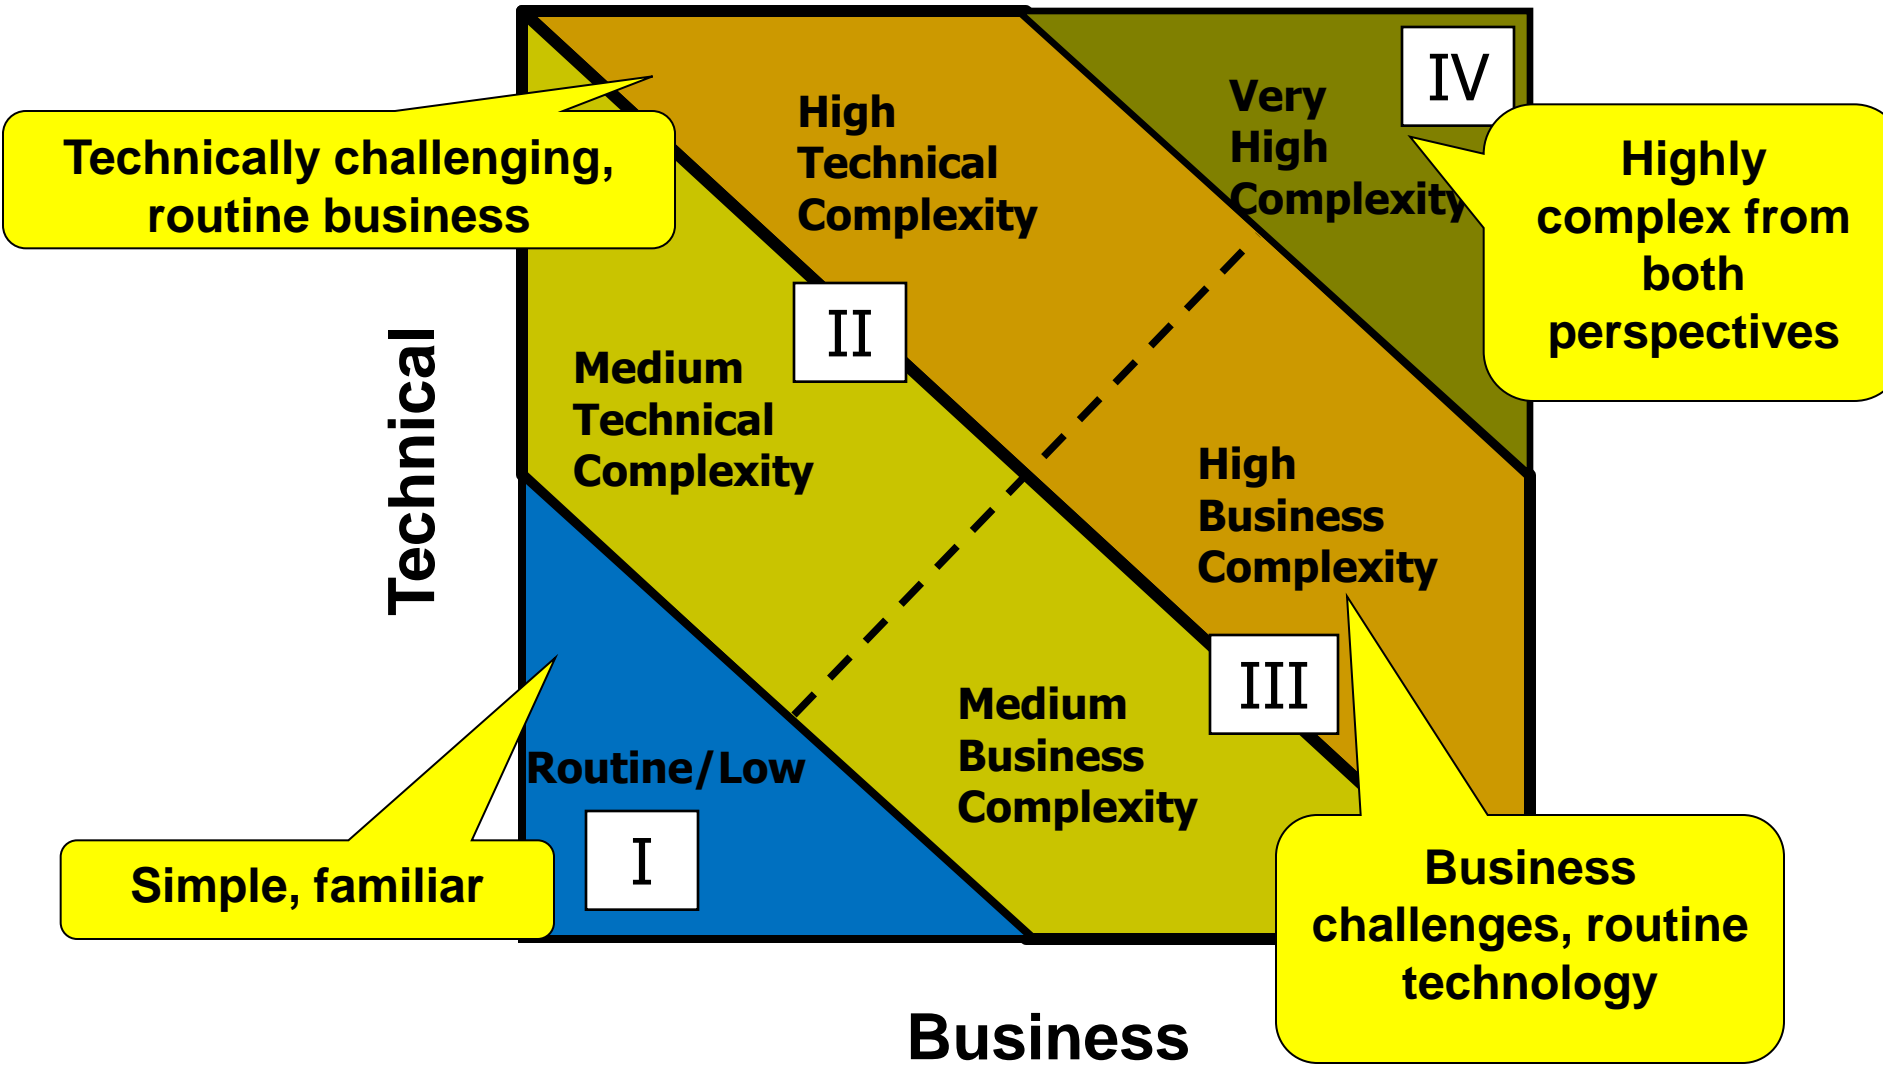 Technically challenging,
routine business
High
Technical
Complexity
Very
High
Complexity
IV
Highly
complex from
both
perspectives
II
Technical
Medium
Technical
Complexity
High
Business
Complexity
III
Medium
Business
Complexity
Routine/Low
I
Simple, familiar
Business
challenges, routine
technology
Business